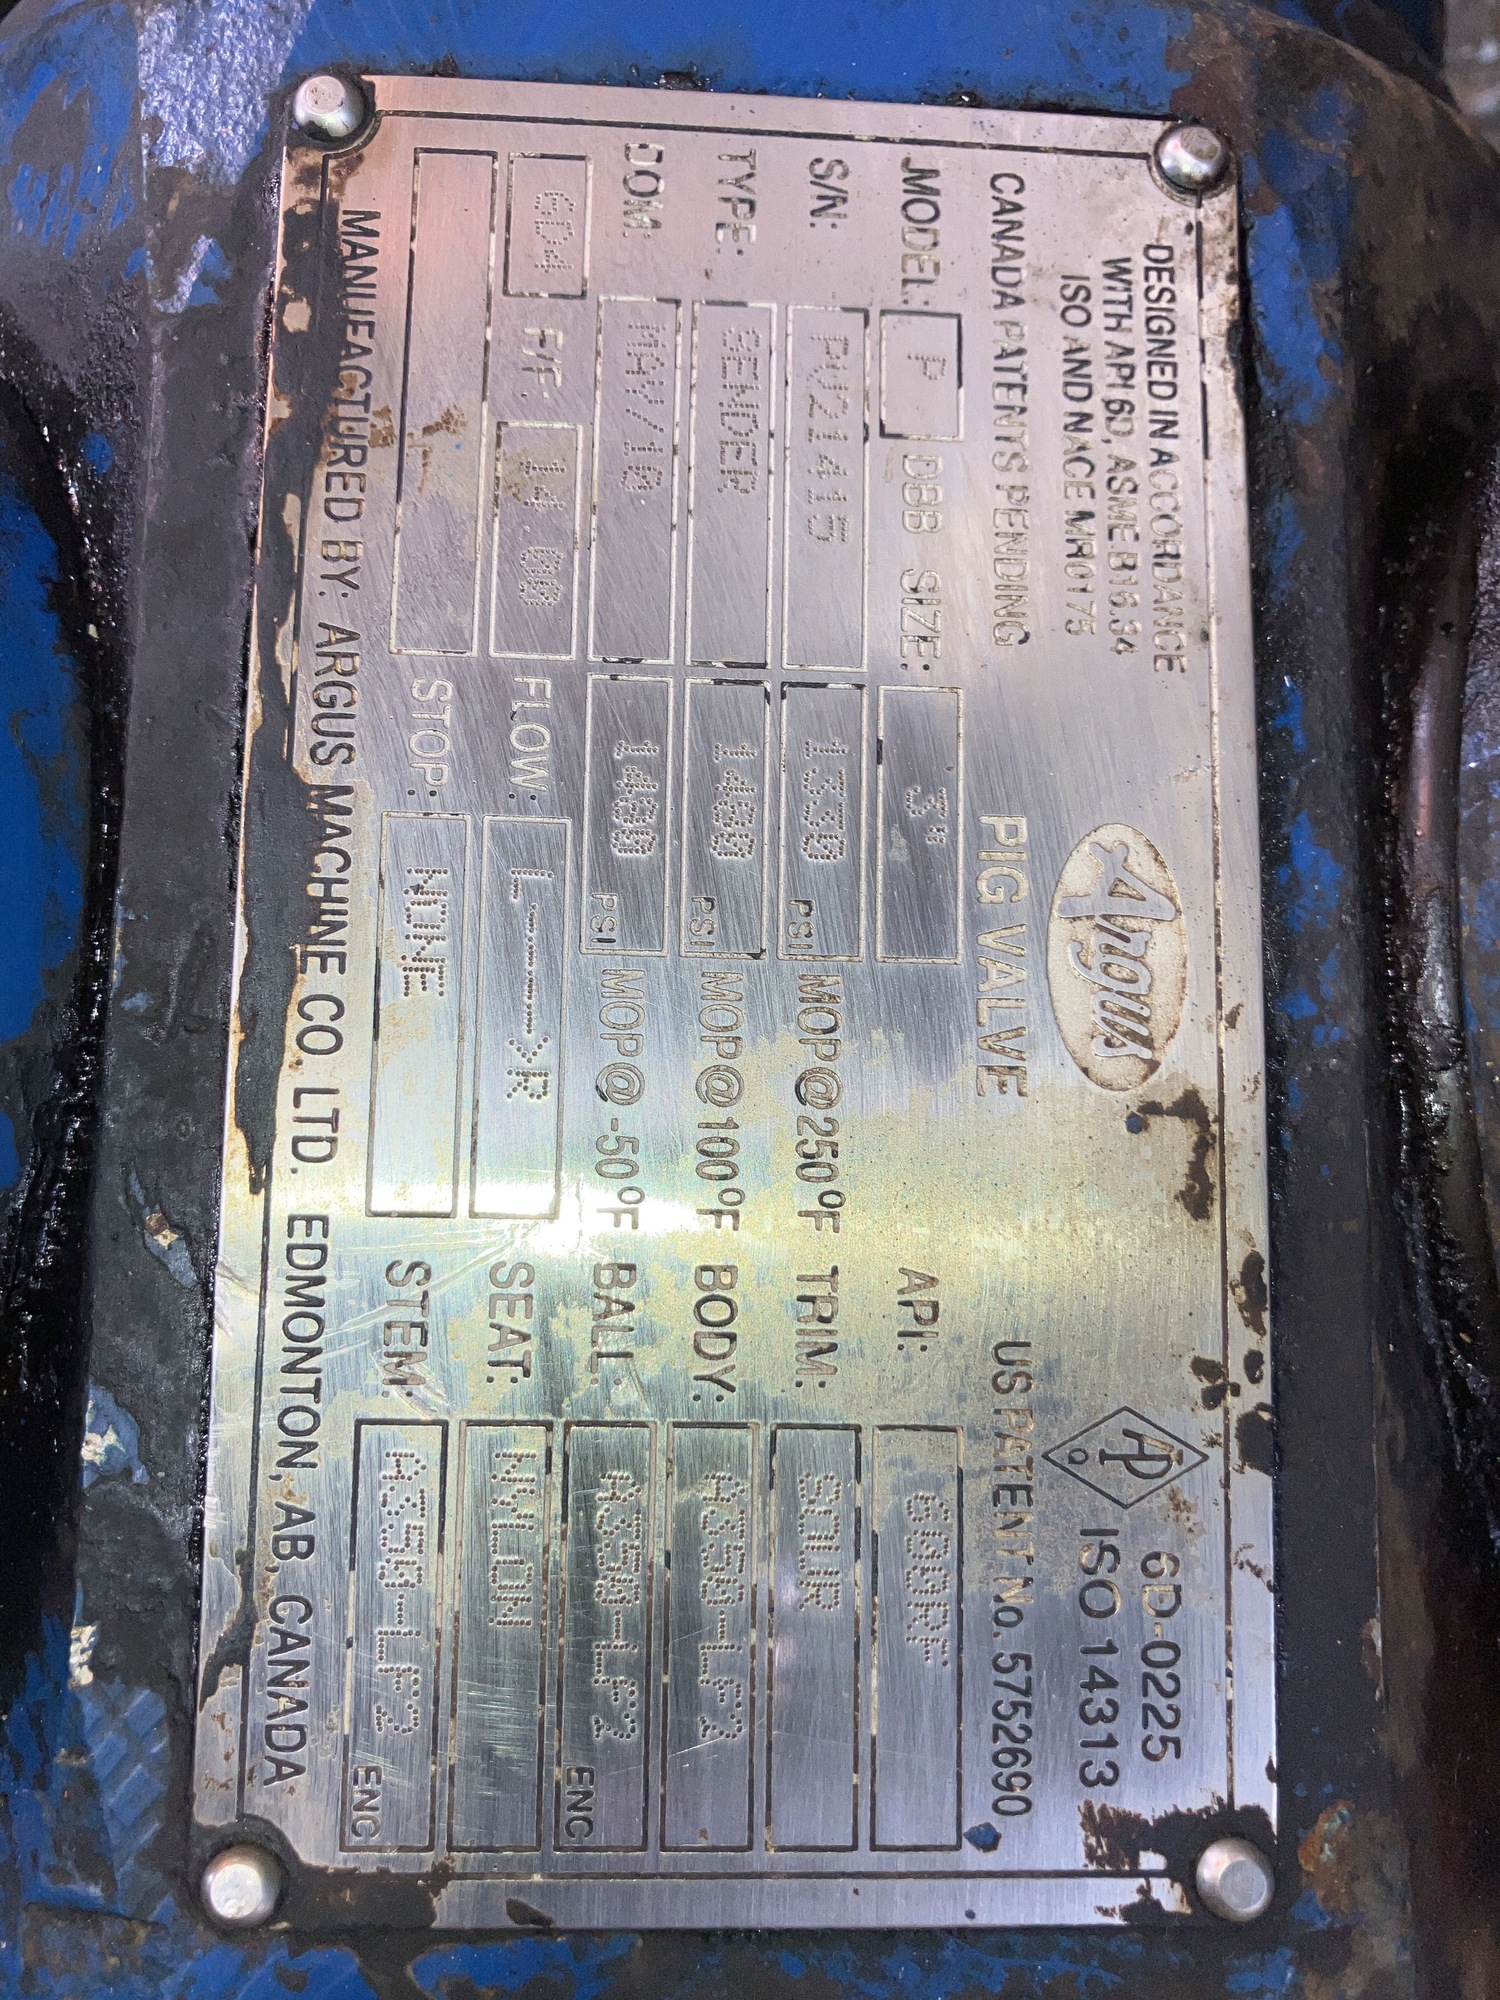 DESIGNED IN ACCORDANCE
WITH API 6D, ASME B16.34
ISO AND NACE MR0175
CANADA PATENTS PENDING
Argus
PIG VALVE
API
6D-0225
ISO 14313
US PATENT No. 5752690
MODEL: P DBB SIZE: 3" API: 600RF
S/N: PV21415 1330 PSI MOP@250°F TRIM: SOUR
TYPE: SENDER 1480 PSI MOP@100°F BODY: A350-LF2
DOM: MAY/10 1480 PSI MOP@-50°F BALL: A350-LF2 ENC
6D4 F/F: 14.00 FLOW: L---->R SEAT: NYLON
STOP: NONE STEM: A350-LF2 ENC
MANUFACTURED BY: ARGUS MACHINE CO. LTD. EDMONTON, AB, CANADA